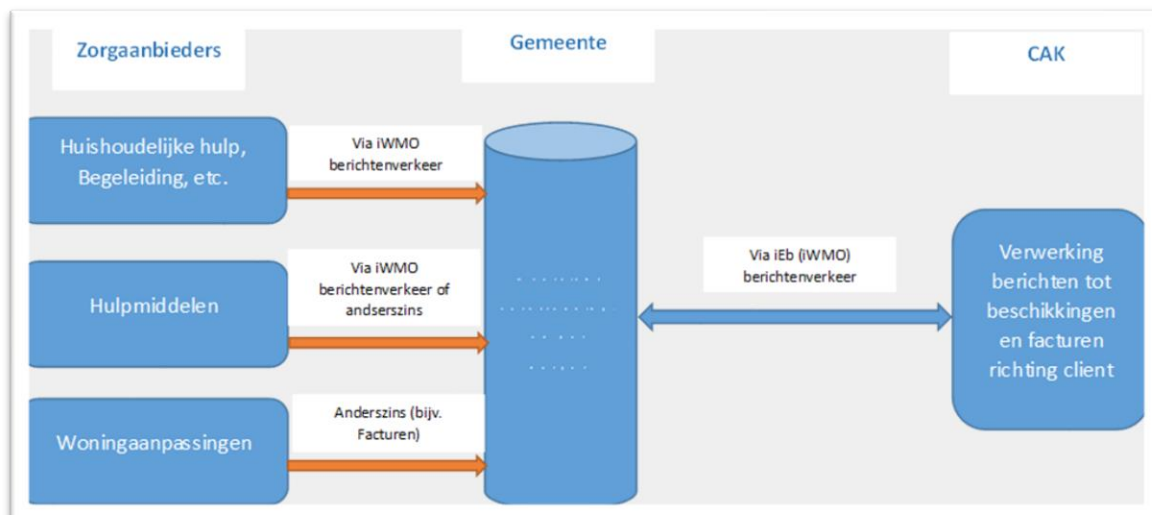 Zorgaanbieders
Gemeente
CAK
Huishoudelijke hulp,
Begeleiding, etc.
Via iWMO
berichtenverkeer
Hulpmiddelen
Via iWMO
berichtenverkeer of
andserszins
Woningaanpassingen
Anderszins (bijv.
Facturen)
Via iEb (iWMO)
berichtenverkeer
Verwerking
berichten tot
beschikkingen
en facturen
richting client